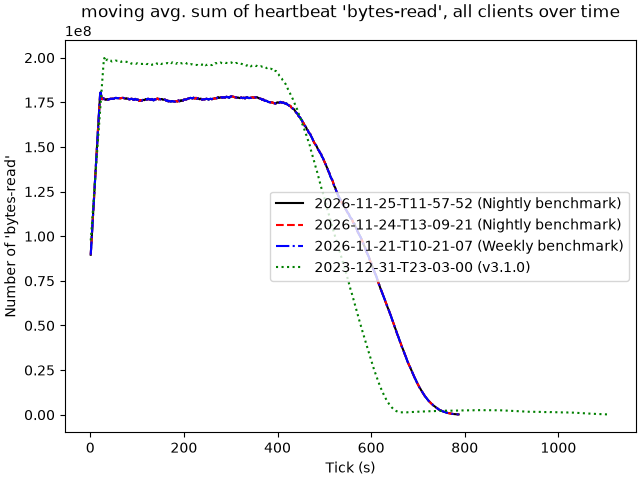 moving avg. sum of heartbeat 'bytes-read', all clients over time
1e8
2.00
1.75
1.50
1.25
1.00
0.75
0.50
0.25
0.00
Number of 'bytes-read'
2026-11-25-T11-57-52 (Nightly benchmark)
2026-11-24-T13-09-21 (Nightly benchmark)
2026-11-21-T10-21-07 (Weekly benchmark)
2023-12-31-T23-03-00 (v3.1.0)
0 200 400 600 800 1000
Tick (s)